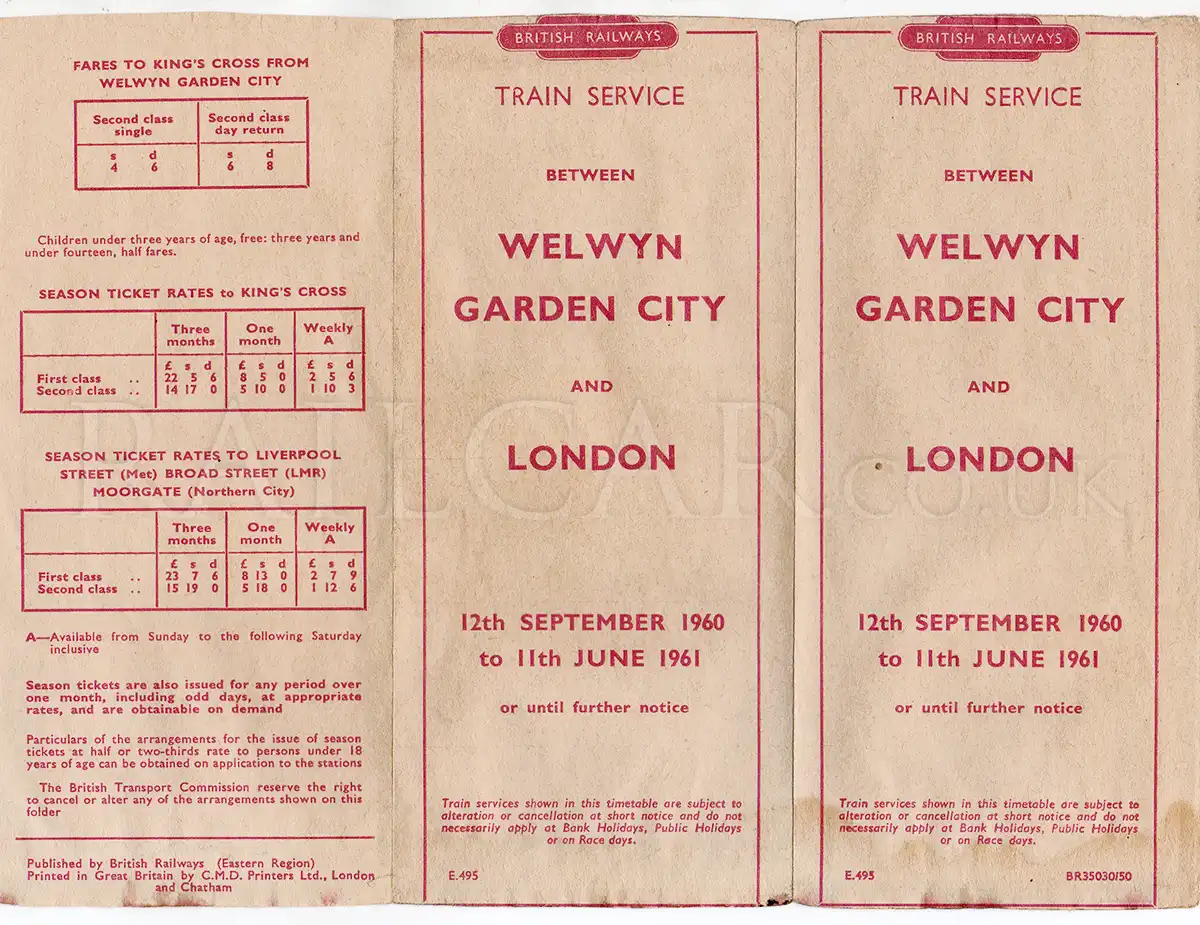 FARES TO KING'S CROSS FROM
WELWYN GARDEN CITY
Second class single | Second class day return
s d | s d
4 6 | 6 8
Children under three years of age, free: three years and
under fourteen, half fares.
SEASON TICKET RATES to KING'S CROSS
Three months | One month | Weekly A
£ s d | £ s d | £ s d
First class .. 22 5 6 | 8 5 0 | 2 5 6
Second class .. 14 17 0 | 5 10 0 | 1 10 3
SEASON TICKET RATES TO LIVERPOOL
STREET (Met) BROAD STREET (LMR)
MOORGATE (Northern City)
Three months | One month | Weekly A
£ s d | £ s d | £ s d
First class .. 23 7 6 | 8 13 0 | 2 7 9
Second class .. 15 19 0 | 5 18 0 | 1 12 6
A—Available from Sunday to the following Saturday
inclusive
Season tickets are also issued for any period over
one month, including odd days, at appropriate
rates, and are obtainable on demand
Particulars of the arrangements for the issue of season
tickets at half or two-thirds rate to persons under 18
years of age can be obtained on application to the stations
The British Transport Commission reserve the right
to cancel or alter any of the arrangements shown on this
folder
Published by British Railways (Eastern Region)
Printed in Great Britain by C.M.D. Printers Ltd., London
and Chatham
BRITISH RAILWAYS
TRAIN SERVICE
BETWEEN
WELWYN
GARDEN CITY
AND
LONDON
12th SEPTEMBER 1960
to 11th JUNE 1961
or until further notice
Train services shown in this timetable are subject to
alteration or cancellation at short notice and do not
necessarily apply at Bank Holidays, Public Holidays
or on Race days.
E.495
BRITISH RAILWAYS
TRAIN SERVICE
BETWEEN
WELWYN
GARDEN CITY
AND
LONDON
12th SEPTEMBER 1960
to 11th JUNE 1961
or until further notice
Train services shown in this timetable are subject to
alteration or cancellation at short notice and do not
necessarily apply at Bank Holidays, Public Holidays
or on Race days.
E.495 BR35030/50
RAILCAR.co.uk